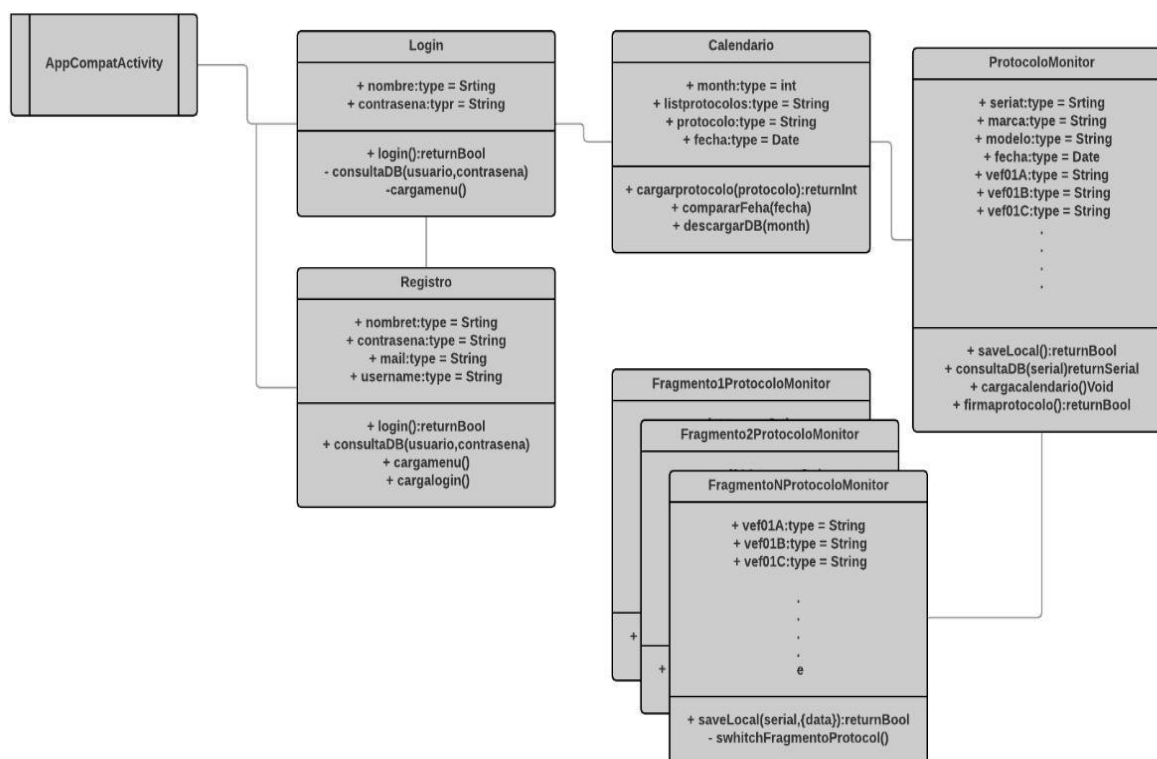 AppCompatActivity
Login
+ nombre:type = Srting
+ contrasena:typr = String
+ login():returnBool
- consultaDB(usuario,contrasena)
-cargamenu()
Registro
+ nombret:type = Srting
+ contrasena:type = String
+ mail:type = String
+ username:type = String
+ login():returnBool
+ consultaDB(usuario,contrasena)
+ cargamenu()
+ cargalogin()
Calendario
+ month:type = int
+ listprotocolos:type = String
+ protocolo:type = String
+ fecha:type = Date
+ cargarprotocolo(protocolo):returnInt
+ compararFeha(fecha)
+ descargarDB(month)
ProtocoloMonitor
+ seriat:type = Srting
+ marca:type = String
+ modelo:type = String
+ fecha:type = Date
+ vef01A:type = String
+ vef01B:type = String
+ vef01C:type = String
.
.
.
.
+ saveLocal():returnBool
+ consultaDB(serial)returnSerial
+ cargacalendario()Void
+ firmaprotocolo():returnBool
Fragmento1ProtocoloMonitor
+
Fragmento2ProtocoloMonitor
+
FragmentoNProtocoloMonitor
+ vef01A:type = String
+ vef01B:type = String
+ vef01C:type = String
.
.
.
.
e
+ saveLocal(serial,{data}):returnBool
- swhitchFragmentoProtocol()